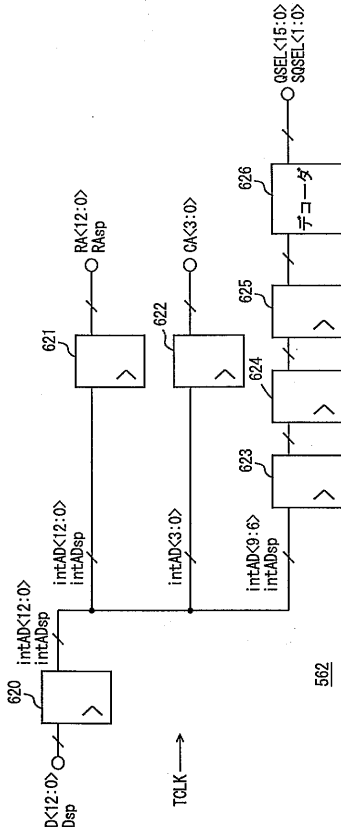 D<12:0>
Dsp
620
intAD<12:0>
intADsp
TCLK
562
intAD<12:0>
intADsp
621
RA<12:0>
RAsp
intAD<3:0>
622
CA<3:0>
intAD<9:6>
intADsp
623
624
625
626
デコーダ
QSEL<15:0>
SQSEL<1:0>